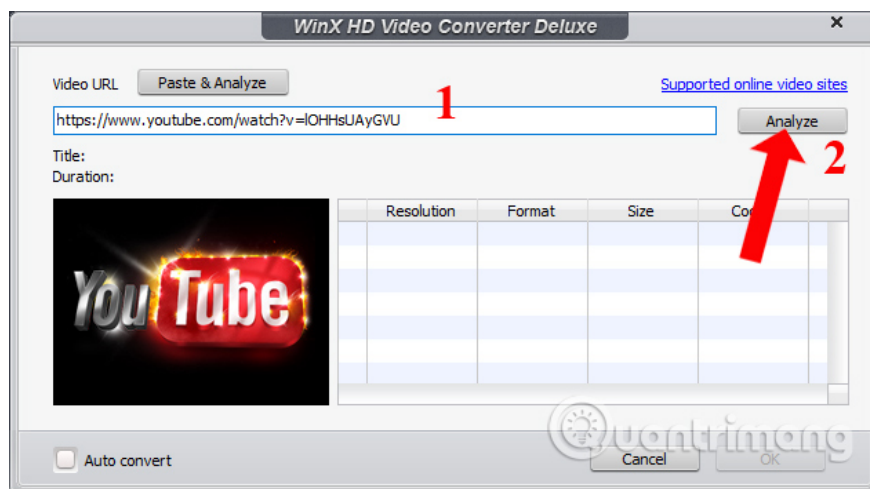 WinX HD Video Converter Deluxe
Video URL
Paste & Analyze
1
Supported online video sites
https://www.youtube.com/watch?v=lOHHsUAyGVU
Analyze
2
Title:
Duration:
Resolution Format Size
YouTube
Quantrimang
Auto convert
Cancel
OK